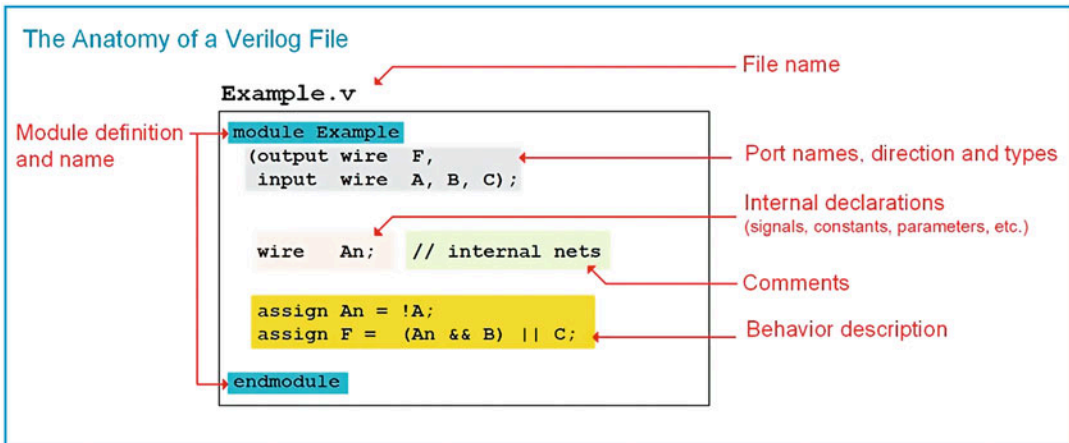 The Anatomy of a Verilog File
File name
Example.v
Module definition
and name
module Example
(output wire F,
input wire A, B, C);
Port names, direction and types
Internal declarations
(signals, constants, parameters, etc.)
wire An; // internal nets
Comments
assign An = !A;
assign F = (An && B) || C;
Behavior description
endmodule